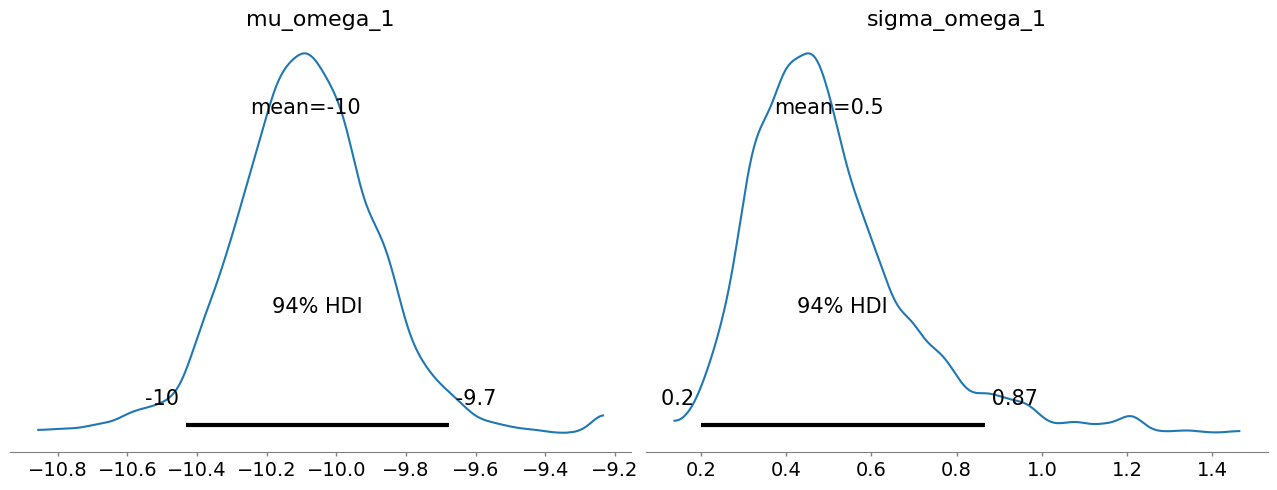 mu_omega_1
mean=-10
94% HDI
-10
-9.7
−10.8 −10.6 −10.4 −10.2 −10.0 −9.8 −9.6 −9.4 −9.2
sigma_omega_1
mean=0.5
94% HDI
0.2
0.87
0.2 0.4 0.6 0.8 1.0 1.2 1.4